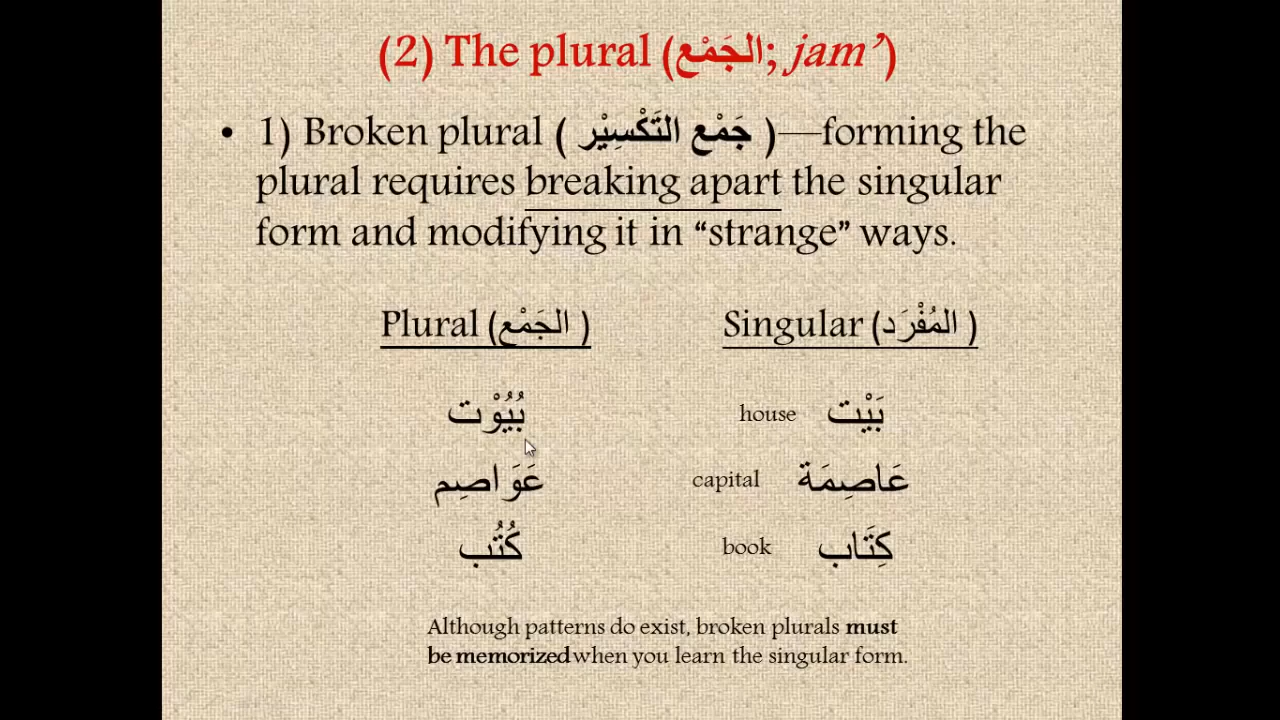 (2) The plural (الجَمْع; jam’)
• 1) Broken plural ( جَمْع التَكْسِيْر )—forming the
plural requires breaking apart the singular
form and modifying it in “strange” ways.
Plural (الجَمْع ) Singular (المُفْرَد )
بُيُوْت house بَيْت
عَوَاصِم capital عَاصِمَة
كُتُب book كِتَاب
Although patterns do exist, broken plurals must
be memorized when you learn the singular form.